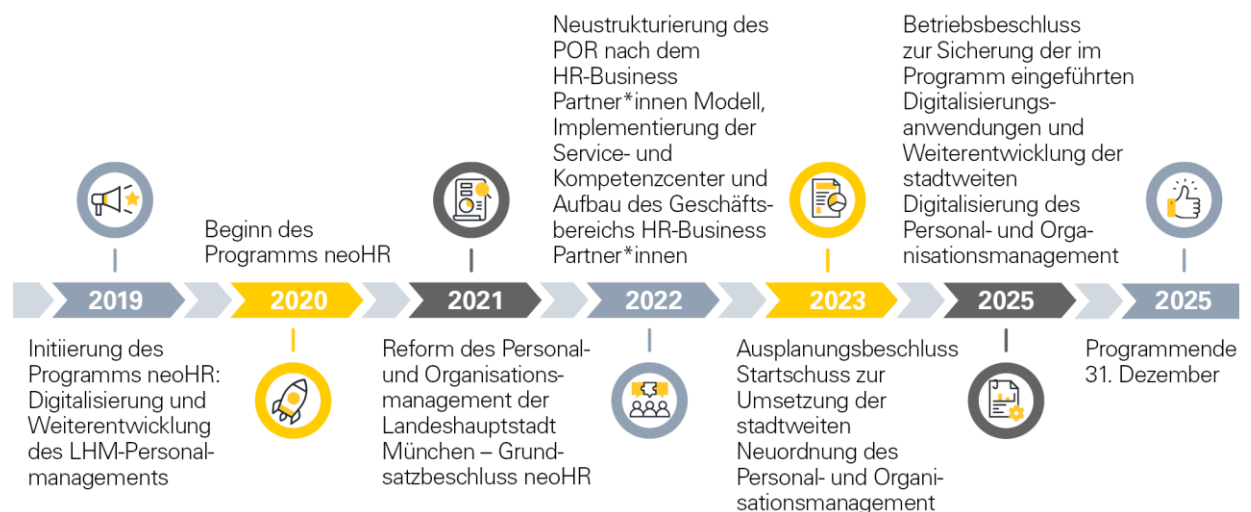 Neustrukturierung des
POR nach dem
HR-Business
Partner*innen Modell,
Implementierung der
Service- und
Kompetenzcenter und
Aufbau des Geschäfts-
bereichs HR-Business
Partner*innen
Betriebsbeschluss
zur Sicherung der im
Programm eingeführten
Digitalisierungs-
anwendungen und
Weiterentwicklung der
stadtweiten
Digitalisierung des
Personal- und Orga-
nisationsmanagement
Beginn des
Programms neoHR
2019
2020
2021
2022
2023
2025
2025
Initiierung des
Programms neoHR:
Digitalisierung und
Weiterentwicklung
des LHM-Personal-
managements
Reform des Personal-
und Organisations-
management der
Landeshauptstadt
München – Grund-
satzbeschluss neoHR
Ausplanungsbeschluss
Startschuss zur
Umsetzung der
stadtweiten
Neuordnung des
Personal- und Organi-
sationsmanagement
Programmende
31. Dezember